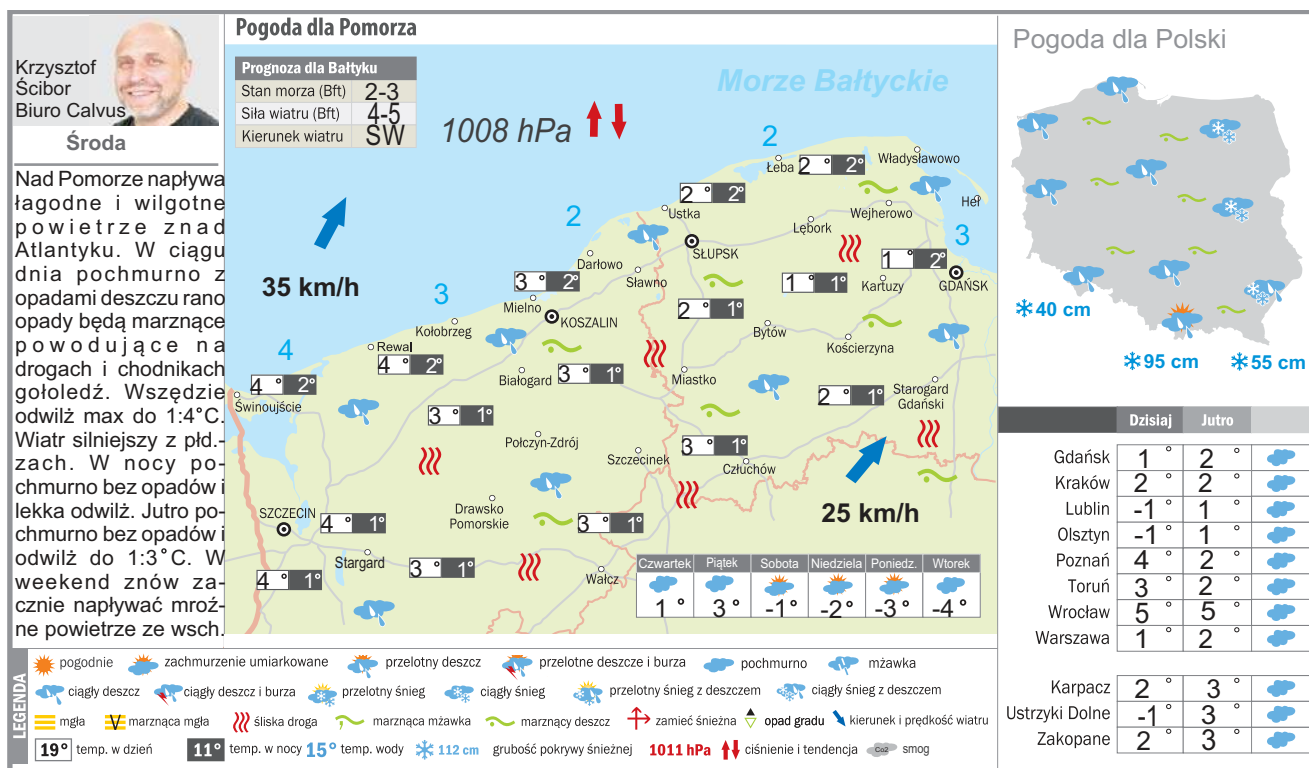 Krzysztof
Ścibor
Biuro Calvus
Środa
Nad Pomorze napływa
łagodne i wilgotne
powietrze znad
Atlantyku. W ciągu
dnia pochmurno z
opadami deszczu rano
opady będą marznące
powodujące na
drogach i chodnikach
gołoledź. Wszędzie
odwilż max do 1:4°C.
Wiatr silniejszy z płd.-
zach. W nocy po-
chmurno bez opadów i
lekka odwilż. Jutro po-
chmurno bez opadów i
odwilż do 1:3°C. W
weekend znów za-
cznie napływać mroź-
ne powietrze ze wsch.
Pogoda dla Pomorza
Prognoza dla Bałtyku
Stan morza (Bft) 2-3
Siła wiatru (Bft) 4-5
Kierunek wiatru SW
1008 hPa
Morze Bałtyckie
35 km/h
2
Łeba 2° 2°
Władysławowo
Hel
2° 2°
Ustka
Wejherowo
Lębork
2
3
SŁUPSK
1° 2°
GDAŃSK
Darłowo
3° 2°
Sławno
1° 1°
Kartuzy
Mielno
3
KOSZALIN
2° 1°
Bytów
Kołobrzeg
Kościerzyna
4
Rewal
4° 2°
Białogard
3° 1°
Miastko
4° 2°
Świnoujście
2° 1°
Starogard
Gdański
3° 1°
Połczyn-Zdrój
3° 1°
Szczecinek
Człuchów
25 km/h
Drawsko
Pomorskie
SZCZECIN
4° 1°
3° 1°
Stargard
3° 1°
4° 1°
Wałcz
Czwartek Piątek Sobota Niedziela Poniedz. Wtorek
1° 3° -1° -2° -3° -4°
Pogoda dla Polski
40 cm
95 cm
55 cm
Dzisiaj Jutro
Gdańsk 1° 2°
Kraków 2° 2°
Lublin -1° 1°
Olsztyn -1° 1°
Poznań 4° 2°
Toruń 3° 2°
Wrocław 5° 5°
Warszawa 1° 2°
Karpacz 2° 3°
Ustrzyki Dolne -1° 3°
Zakopane 2° 3°
LEGENDA
pogodnie zachmurzenie umiarkowane przelotny deszcz przelotne deszcze i burza pochmurno mżawka
ciągły deszcz ciągły deszcz i burza przelotny śnieg ciągły śnieg przelotny śnieg z deszczem ciągły śnieg z deszczem
mgła marznąca mgła śliska droga marznąca mżawka marznący deszcz zamieć śnieżna opad gradu kierunek i prędkość wiatru
19° temp. w dzień 11° temp. w nocy 15° temp. wody 112 cm grubość pokrywy śnieżnej 1011 hPa ciśnienie i tendencja Co2 smog